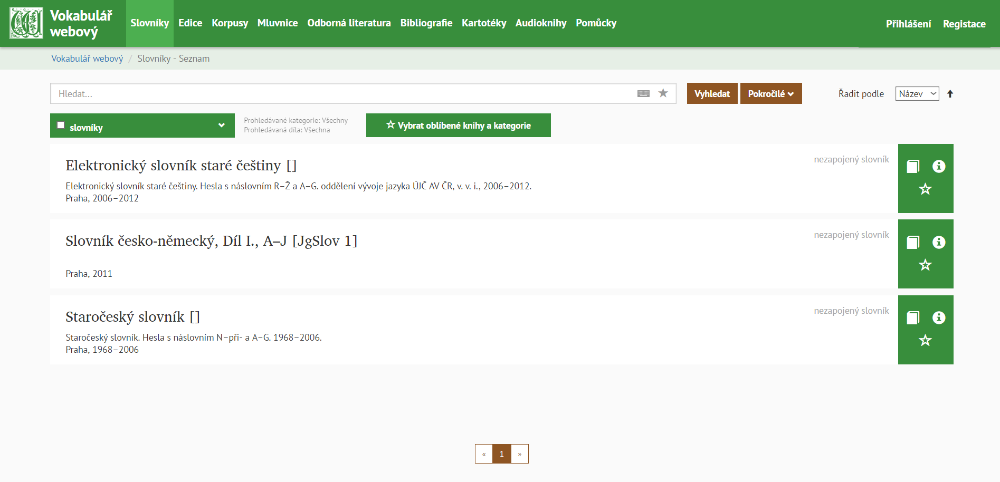 Vokabulář
webový
Slovníky Edice Korpusy Mluvnice Odborná literatura Bibliografie Kartotéky Audioknihy Pomůcky
Přihlášení Registace
Vokabulář webový / Slovníky - Seznam
Hledat...
Vyhledat Pokročilé
Řadit podle Název
slovníky
Prohledávané kategorie: Všechny
Prohledávaná díla: Všechna
Vybrat oblíbené knihy a kategorie
Elektronický slovník staré češtiny []
nezapojený slovník
Elektronický slovník staré češtiny. Hesla s náslovním R–Ž a A–G. oddělení vývoje jazyka ÚJČ AV ČR, v. v. i., 2006–2012.
Praha, 2006–2012
Slovník česko-německý, Díl I., A–J [JgSlov 1]
nezapojený slovník
Praha, 2011
Staročeský slovník []
nezapojený slovník
Staročeský slovník. Hesla s náslovním N–při- a A–G. 1968–2006.
Praha, 1968–2006
« 1 »